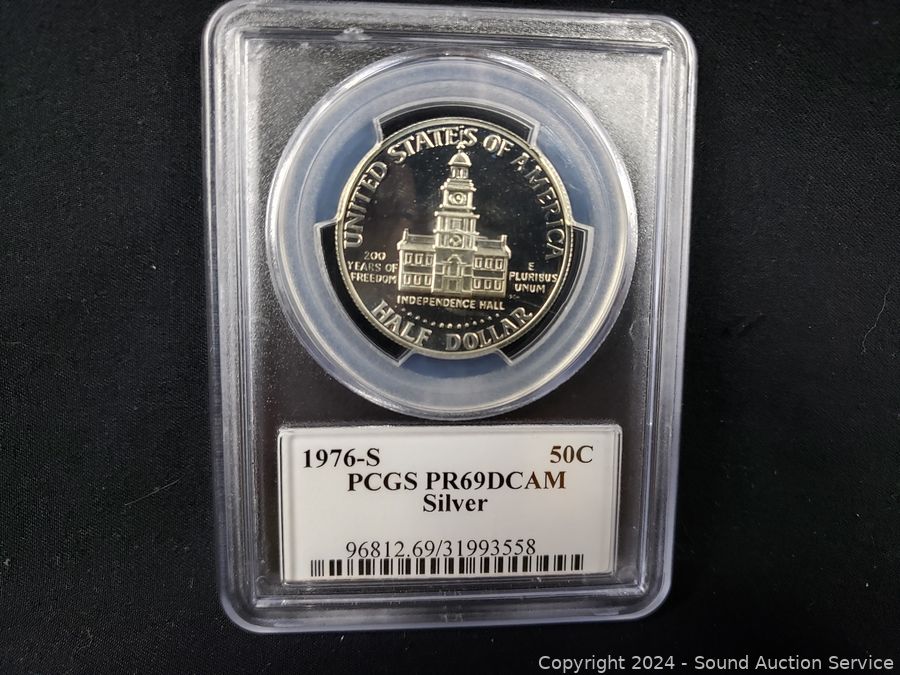 UNITED STATES OF AMERICA
200
YEARS OF
FREEDOM
E
PLURIBUS
UNUM
INDEPENDENCE HALL
HALF DOLLAR
1976-S 50C
PCGS PR69DCAM
Silver
96812.69/31993558
Copyright 2024 - Sound Auction Service